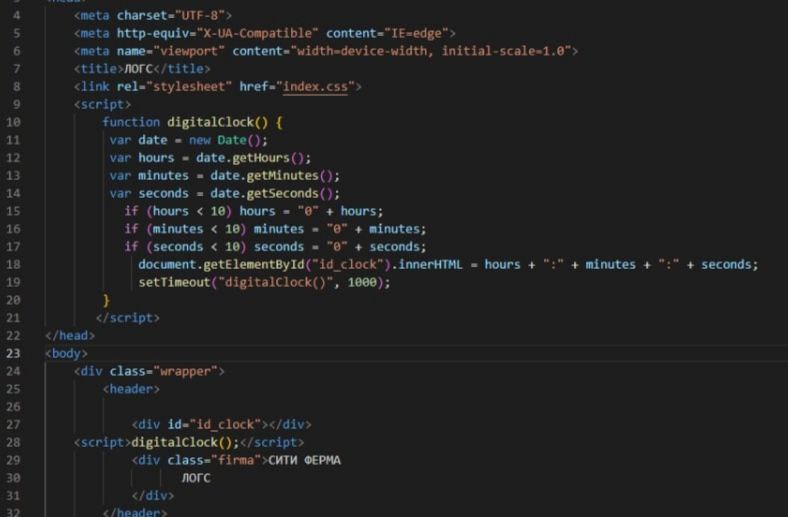 <head>
4 <meta charset="UTF-8">
5 <meta http-equiv="X-UA-Compatible" content="IE=edge">
6 <meta name="viewport" content="width=device-width, initial-scale=1.0">
7 <title>ЛОГС</title>
8 <link rel="stylesheet" href="index.css">
9 <script>
10 function digitalClock() {
11 var date = new Date();
12 var hours = date.getHours();
13 var minutes = date.getMinutes();
14 var seconds = date.getSeconds();
15 if (hours < 10) hours = "0" + hours;
16 if (minutes < 10) minutes = "0" + minutes;
17 if (seconds < 10) seconds = "0" + seconds;
18 document.getElementById("id_clock").innerHTML = hours + ":" + minutes + ":" + seconds;
19 setTimeout("digitalClock()", 1000);
20 }
21 </script>
22 </head>
23 <body>
24 <div class="wrapper">
25 <header>
26
27 <div id="id_clock"></div>
28 <script>digitalClock();</script>
29 <div class="firma">СИТИ ФЕРМА
30 ЛОГС
31 </div>
32 </header>